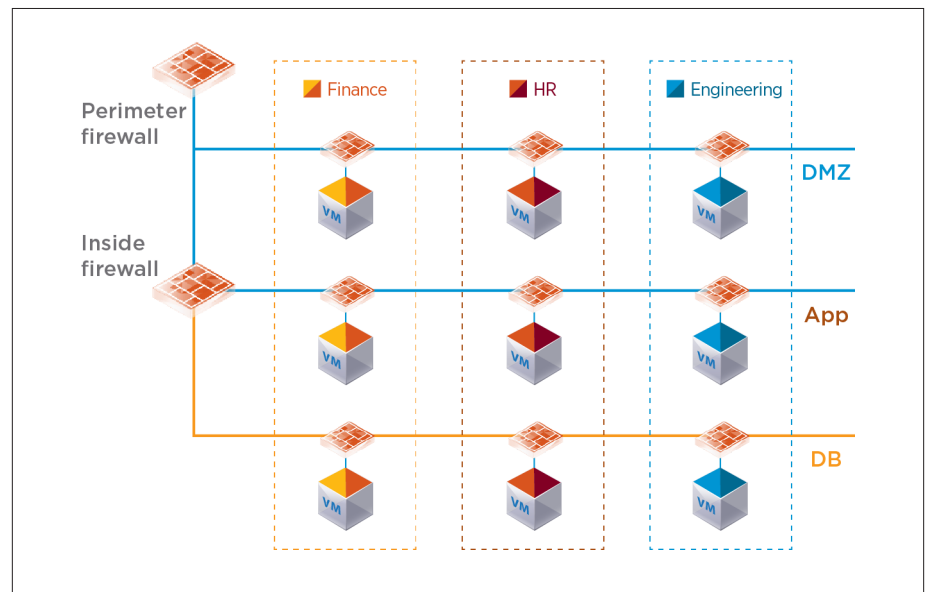 Finance
HR
Engineering
Perimeter
firewall
DMZ
VM
VM
VM
Inside
firewall
App
VM
VM
VM
DB
VM
VM
VM